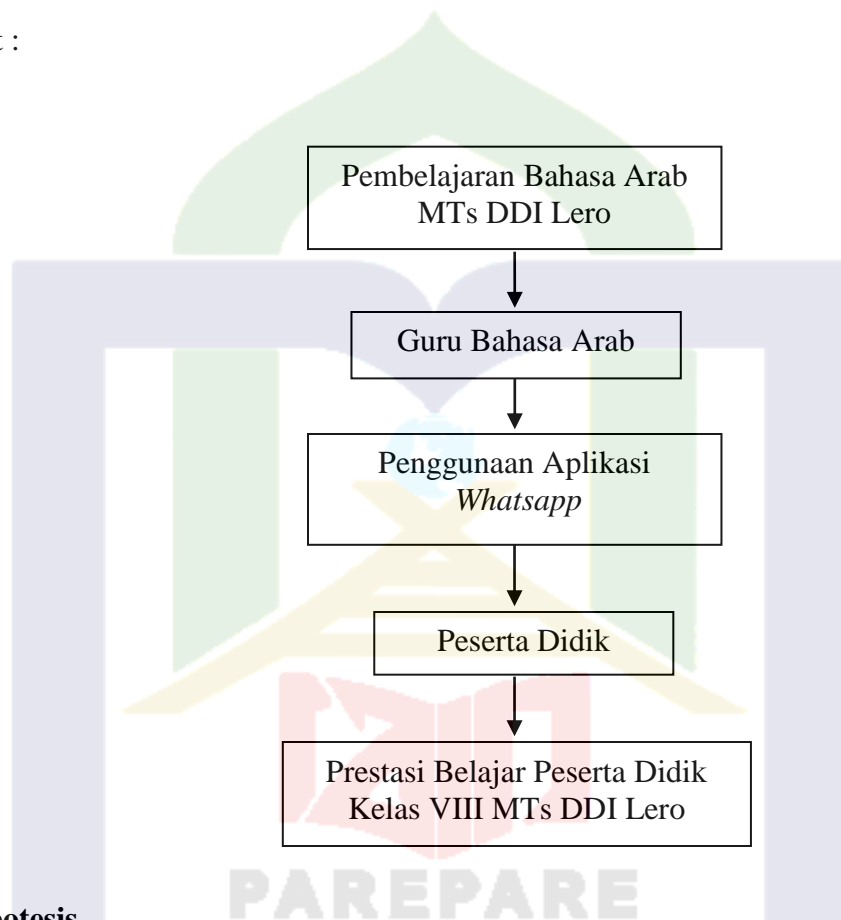 t :
Pembelajaran Bahasa Arab
MTs DDI Lero
Guru Bahasa Arab
Penggunaan Aplikasi
Whatsapp
Peserta Didik
Prestasi Belajar Peserta Didik
Kelas VIII MTs DDI Lero
PAREPARE
otesis